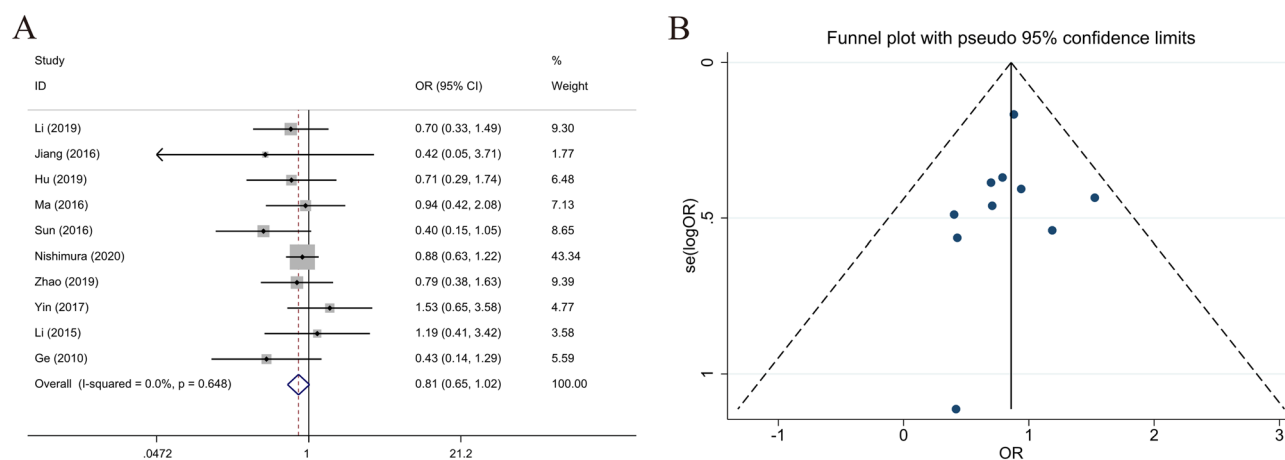 A
Study %
ID OR (95% CI) Weight
Li (2019) 0.70 (0.33, 1.49) 9.30
Jiang (2016) 0.42 (0.05, 3.71) 1.77
Hu (2019) 0.71 (0.29, 1.74) 6.48
Ma (2016) 0.94 (0.42, 2.08) 7.13
Sun (2016) 0.40 (0.15, 1.05) 8.65
Nishimura (2020) 0.88 (0.63, 1.22) 43.34
Zhao (2019) 0.79 (0.38, 1.63) 9.39
Yin (2017) 1.53 (0.65, 3.58) 4.77
Li (2015) 1.19 (0.41, 3.42) 3.58
Ge (2010) 0.43 (0.14, 1.29) 5.59
Overall (I-squared = 0.0%, p = 0.648) 0.81 (0.65, 1.02) 100.00
.0472 1 21.2
B
Funnel plot with pseudo 95% confidence limits
0
.5
1
se(logOR)
-1 0 1 2 3
OR